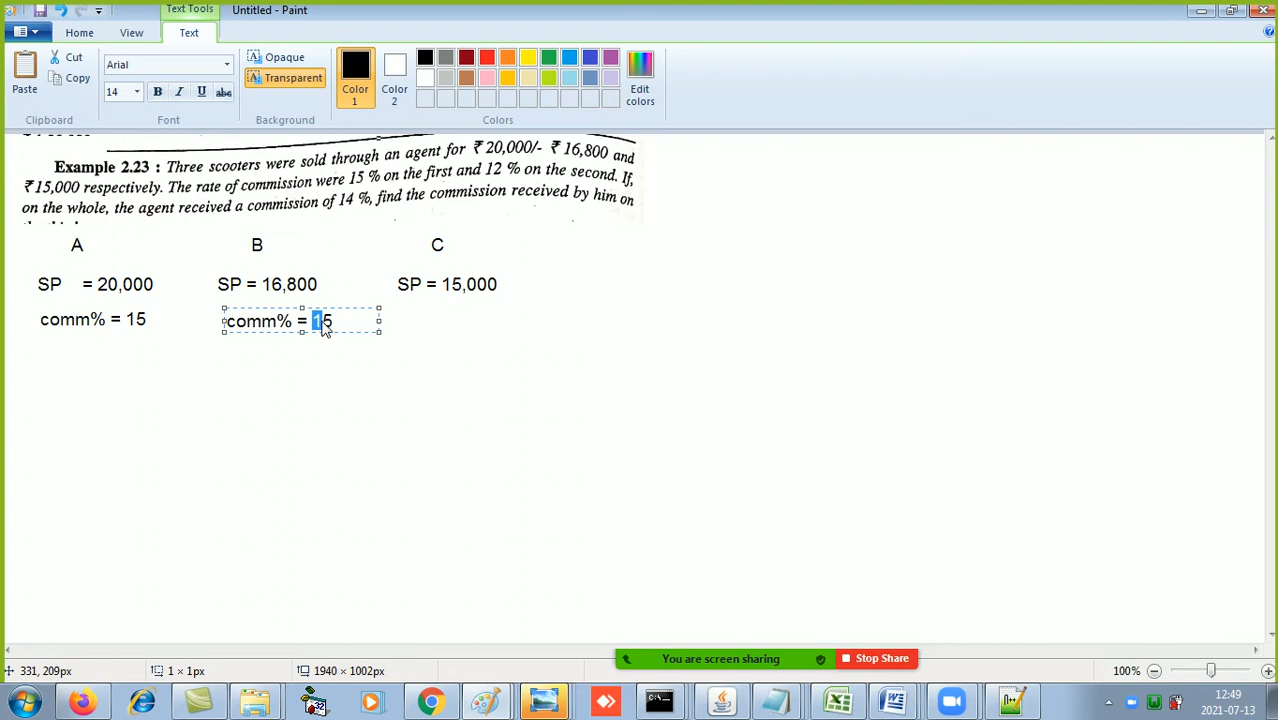 Text Tools
Untitled - Paint
Home
View
Text
Paste
Cut
Copy
Clipboard
Arial
14
B I U abc
Font
Opaque
Transparent
Background
Color 1
Color 2
Edit colors
Colors
Example 2.23 : Three scooters were sold through an agent for ₹ 20,000/- ₹ 16,800 and
₹ 15,000 respectively. The rate of commission were 15 % on the first and 12 % on the second. If,
on the whole, the agent received a commission of 14 %, find the commission received by him on
A
B
C
SP = 20,000
SP = 16,800
SP = 15,000
comm% = 15
comm% = 15
You are screen sharing
Stop Share
331, 209px
1 × 1px
1940 × 1002px
100%
12:49
2021-07-13